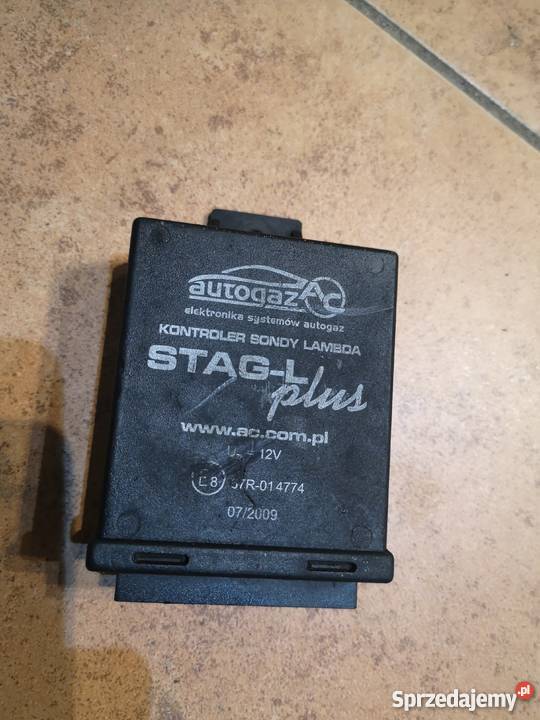 autogaz AC
elektronika systemów autogaz
KONTROLER SONDY LAMBDA
STAG-L
plus
www.ac.com.pl
12V
E8 67R-014774
07/2009
Sprzedajemy.pl